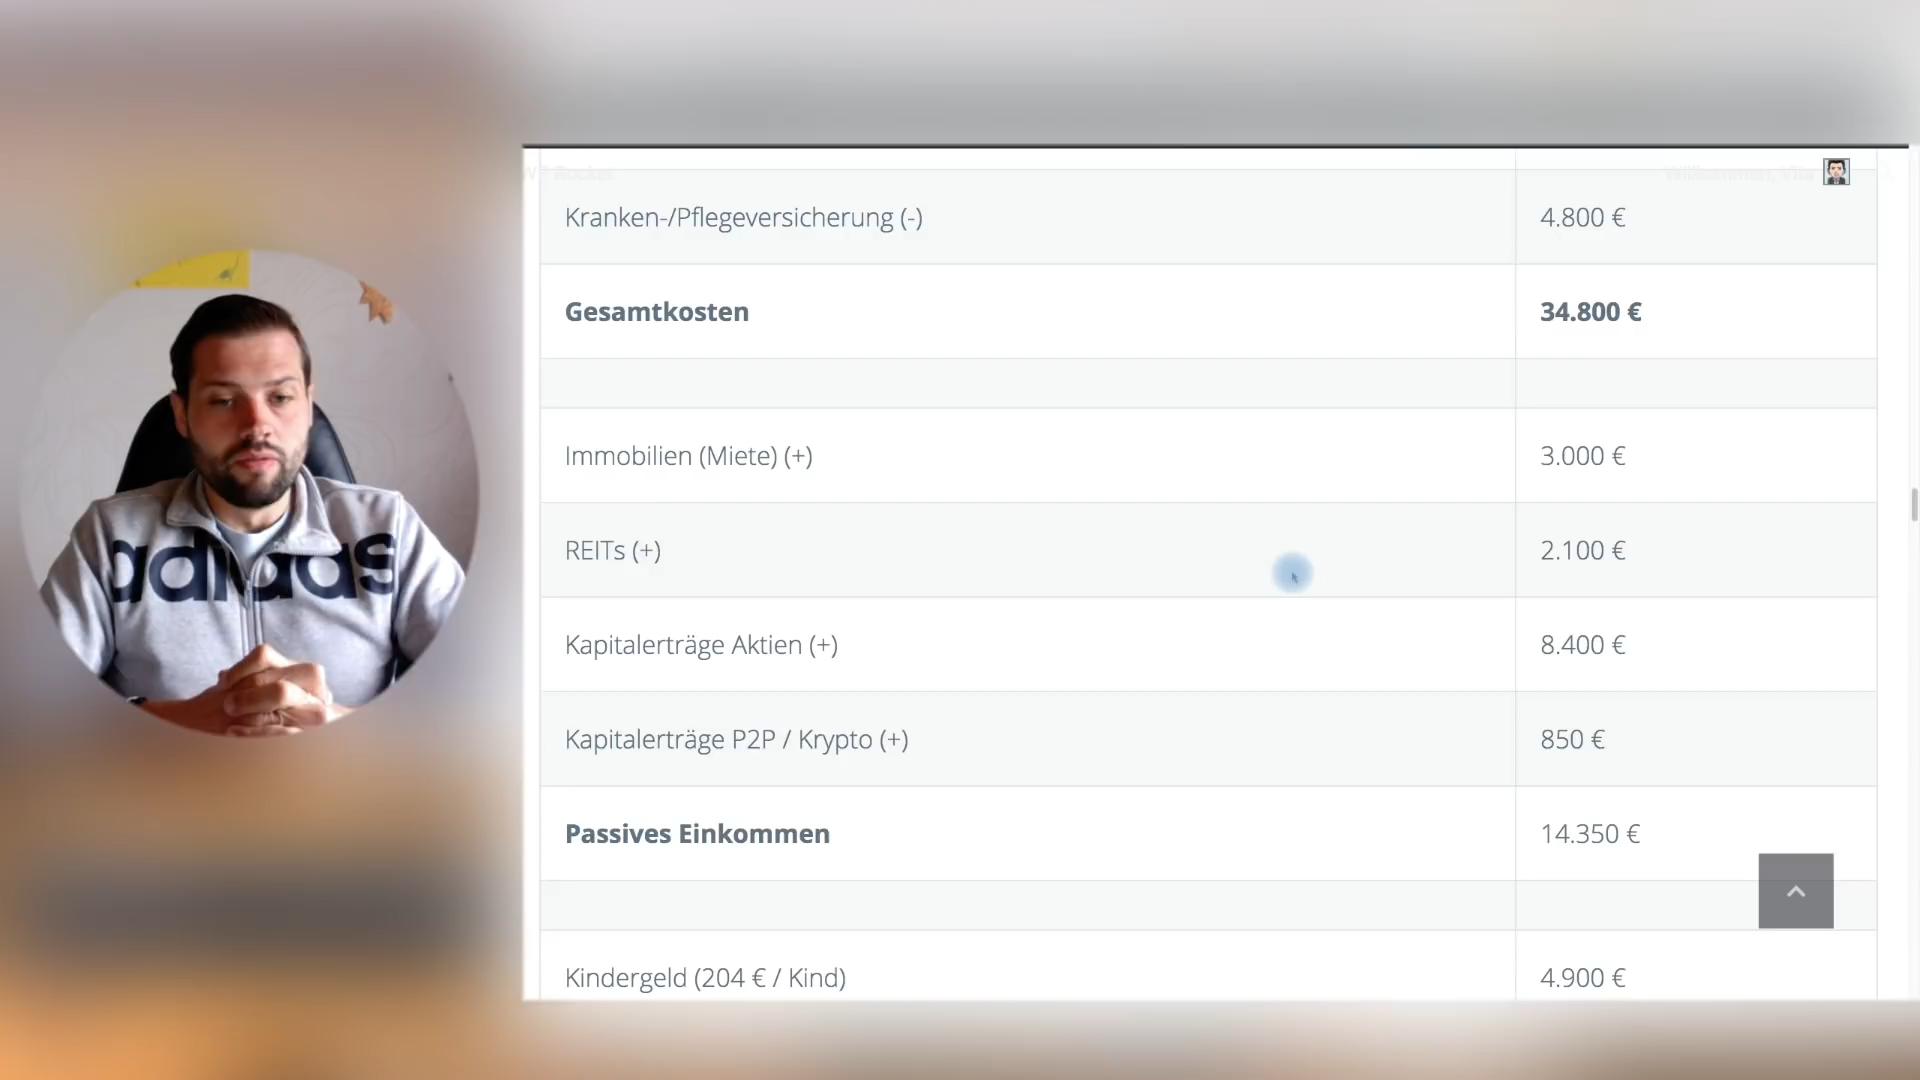 Kranken-/Pflegeversicherung (-) 4.800 €
Gesamtkosten 34.800 €
Immobilien (Miete) (+) 3.000 €
REITs (+) 2.100 €
Kapitalerträge Aktien (+) 8.400 €
Kapitalerträge P2P / Krypto (+) 850 €
Passives Einkommen 14.350 €
Kindergeld (204 € / Kind) 4.900 €
adidas